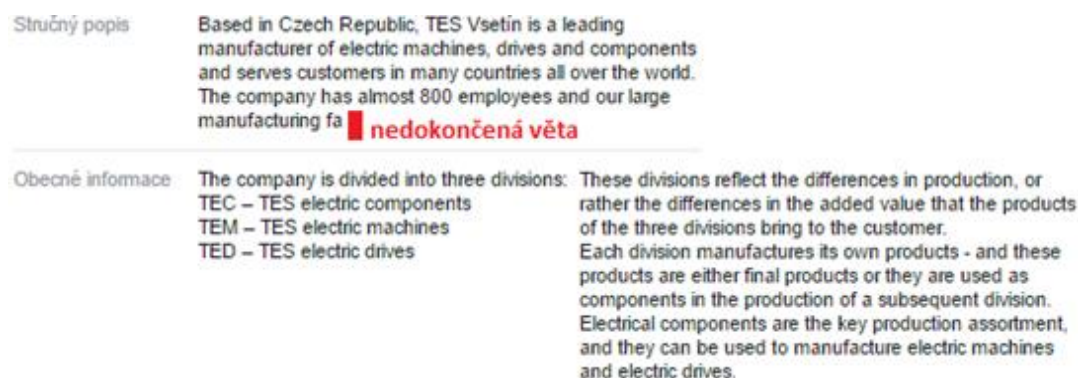 Stručný popis
Based in Czech Republic, TES Vsetín is a leading
manufacturer of electric machines, drives and components
and serves customers in many countries all over the world.
The company has almost 800 employees and our large
manufacturing fa
nedokončená věta
Obecné informace
The company is divided into three divisions:
TEC – TES electric components
TEM – TES electric machines
TED – TES electric drives
These divisions reflect the differences in production, or
rather the differences in the added value that the products
of the three divisions bring to the customer.
Each division manufactures its own products - and these
products are either final products or they are used as
components in the production of a subsequent division.
Electrical components are the key production assortment,
and they can be used to manufacture electric machines
and electric drives.